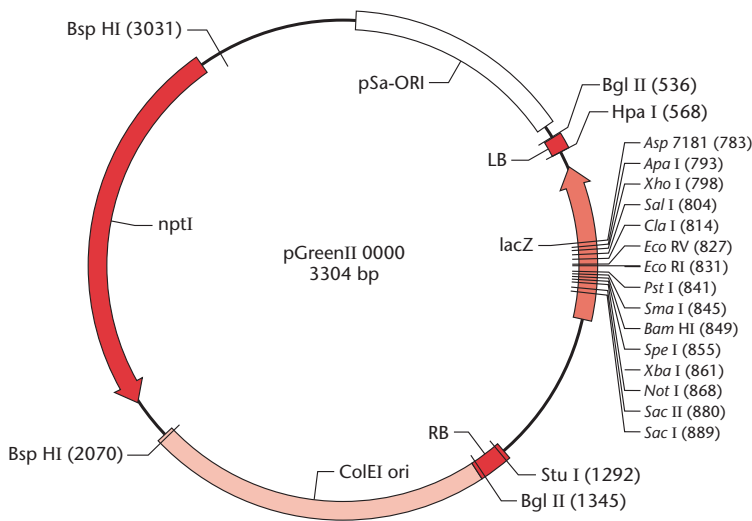 Bsp HI (3031)
pSa-ORI
Bgl II (536)
Hpa I (568)
LB
Asp 7181 (783)
Apa I (793)
Xho I (798)
Sal I (804)
Cla I (814)
Eco RV (827)
Eco RI (831)
Pst I (841)
Sma I (845)
Bam HI (849)
Spe I (855)
Xba I (861)
Not I (868)
Sac II (880)
Sac I (889)
lacZ
nptI
pGreenII 0000
3304 bp
Bsp HI (2070)
ColEI ori
RB
Stu I (1292)
Bgl II (1345)